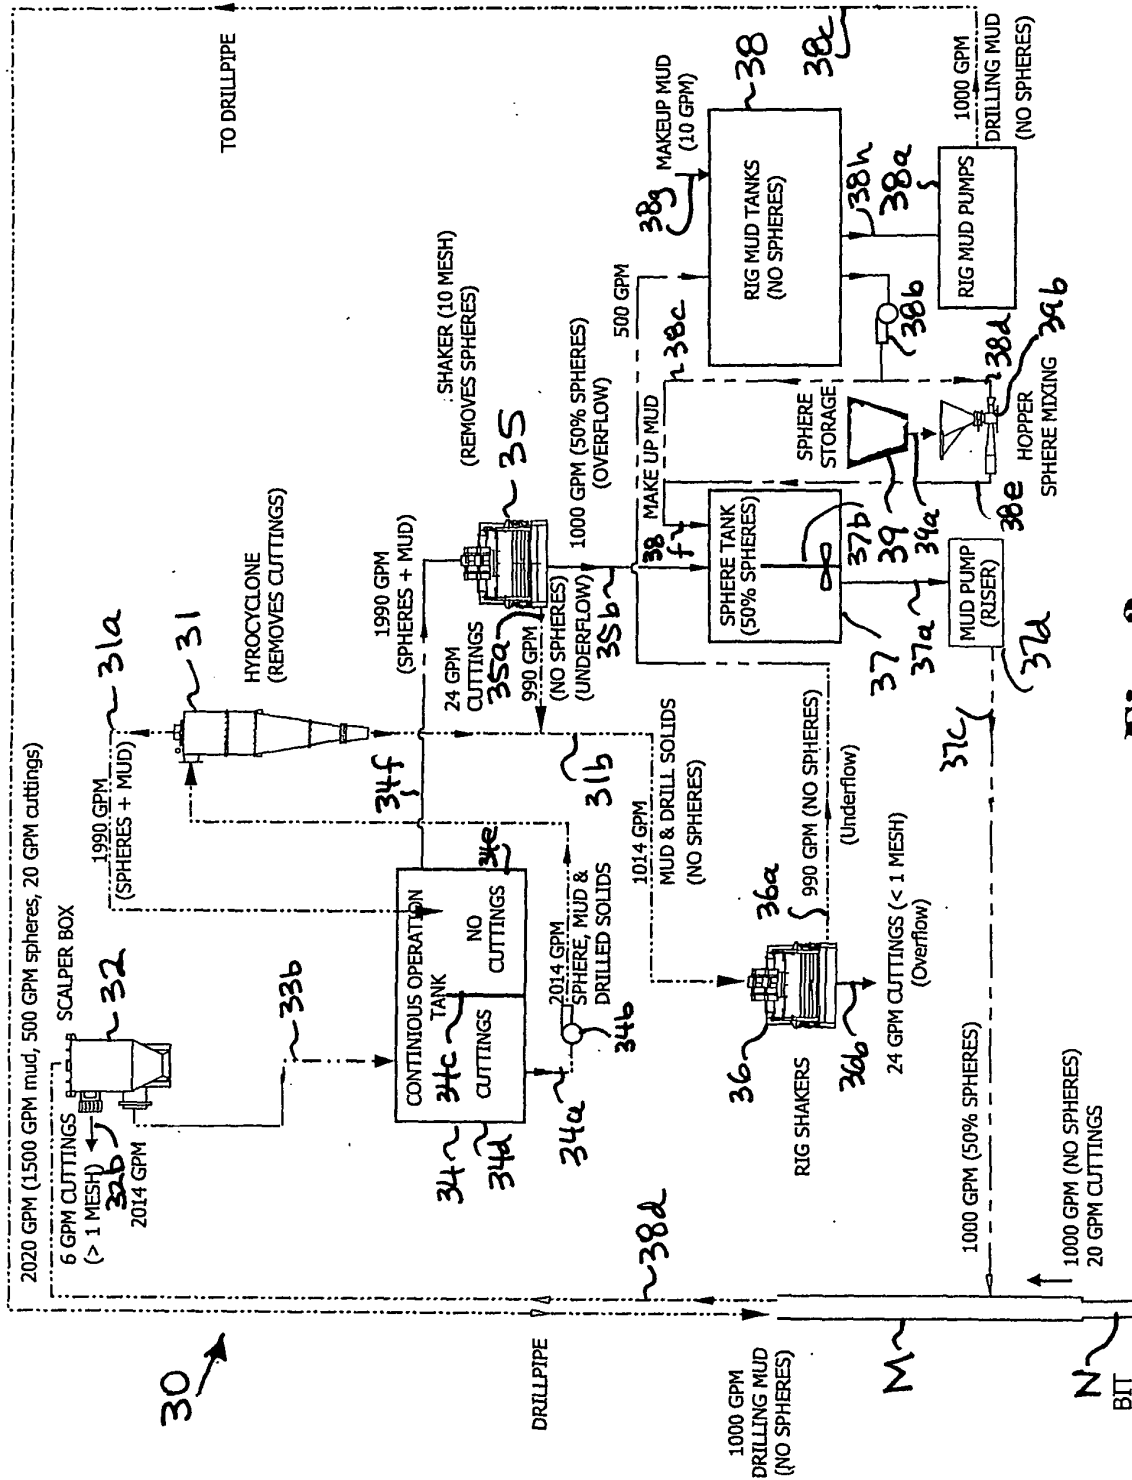 30
2020 GPM (1500 GPM mud, 500 GPM spheres, 20 GPM cuttings)
6 GPM CUTTINGS
(> 1 MESH)
32b
2014 GPM
SCALPER BOX
32
33b
1990 GPM
(SPHERES + MUD)
31a
31
HYROCYCLONE
(REMOVES CUTTINGS)
TO DRILLPIPE
CONTINIOUS OPERATION
TANK
34c
CUTTINGS
NO
CUTTINGS
34e
34
34d
34a
34b
2014 GPM
SPHERE, MUD &
DRILLED SOLIDS
34f
1990 GPM
(SPHERES + MUD)
: SHAKER (10 MESH)
(REMOVES SPHERES)
35
24 GPM
CUTTINGS
35a
990 GPM
(NO SPHERES)
(UNDERFLOW)
35b
1000 GPM (50% SPHERES)
(OVERFLOW)
31b
1014 GPM
MUD & DRILL SOLIDS
(NO SPHERES)
DRILLPIPE
38d
36
RIG SHAKERS
36a
36b
990 GPM (NO SPHERES)
(Underflow)
24 GPM CUTTINGS (< 1 MESH)
(Overflow)
500 GPM
MAKEUP MUD
(10 GPM)
38g
38
RIG MUD TANKS
(NO SPHERES)
38c
38c
MAKE UP MUD
38
f
38b
38h
38a
RIG MUD PUMPS
1000 GPM
DRILLING MUD
(NO SPHERES)
SPHERE TANK
(50% SPHERES)
37b
37
37a
SPHERE
STORAGE
39
39a
38d
39b
HOPPER
SPHERE MIXING
38e
MUD PUMP
(RISER)
37d
37c
1000 GPM
DRILLING MUD
(NO SPHERES)
M
N
BIT
1000 GPM (50% SPHERES)
1000 GPM (NO SPHERES)
20 GPM CUTTINGS